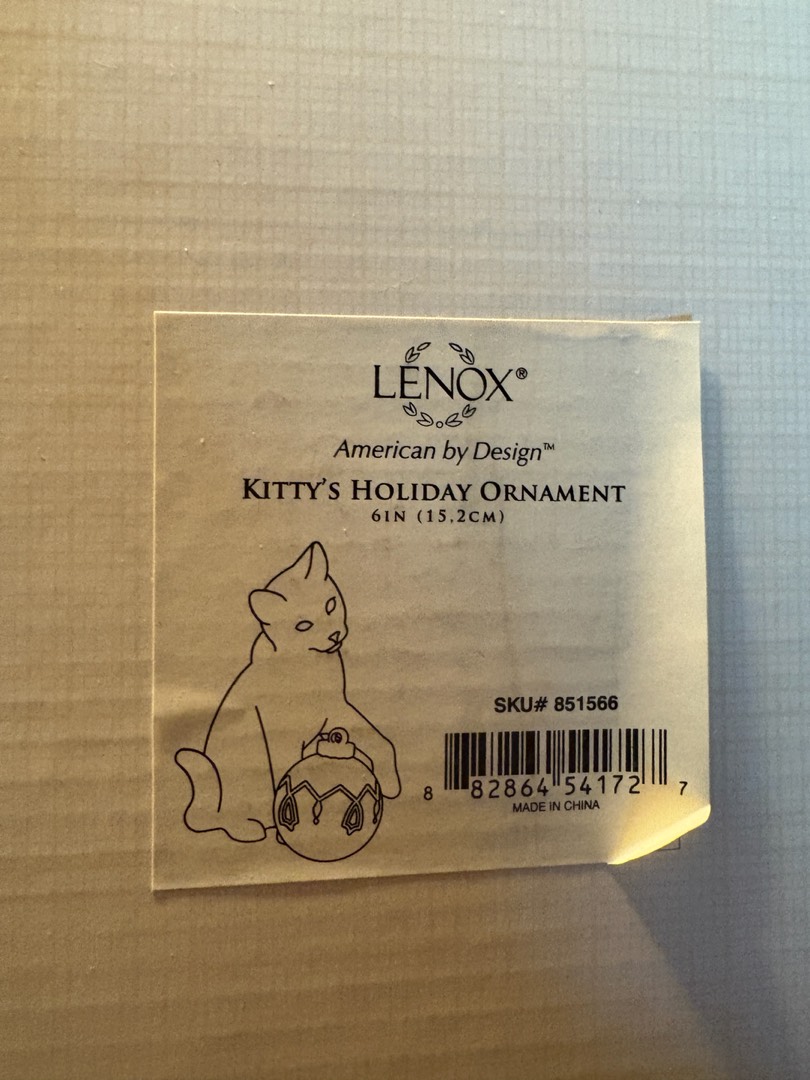 LENOX®
American by Design™
KITTY'S HOLIDAY ORNAMENT
6IN (15,2CM)
SKU# 851566
8 82864 54172 7
MADE IN CHINA